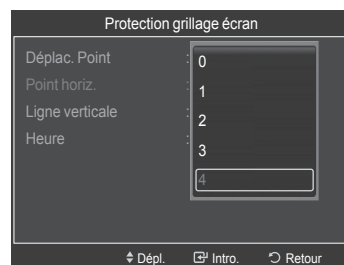 Protection grillage écran
Déplac. Point : 0
Point horiz. : 1
Ligne verticale : 2
Heure : 3
4
Dépl. Intro. Retour